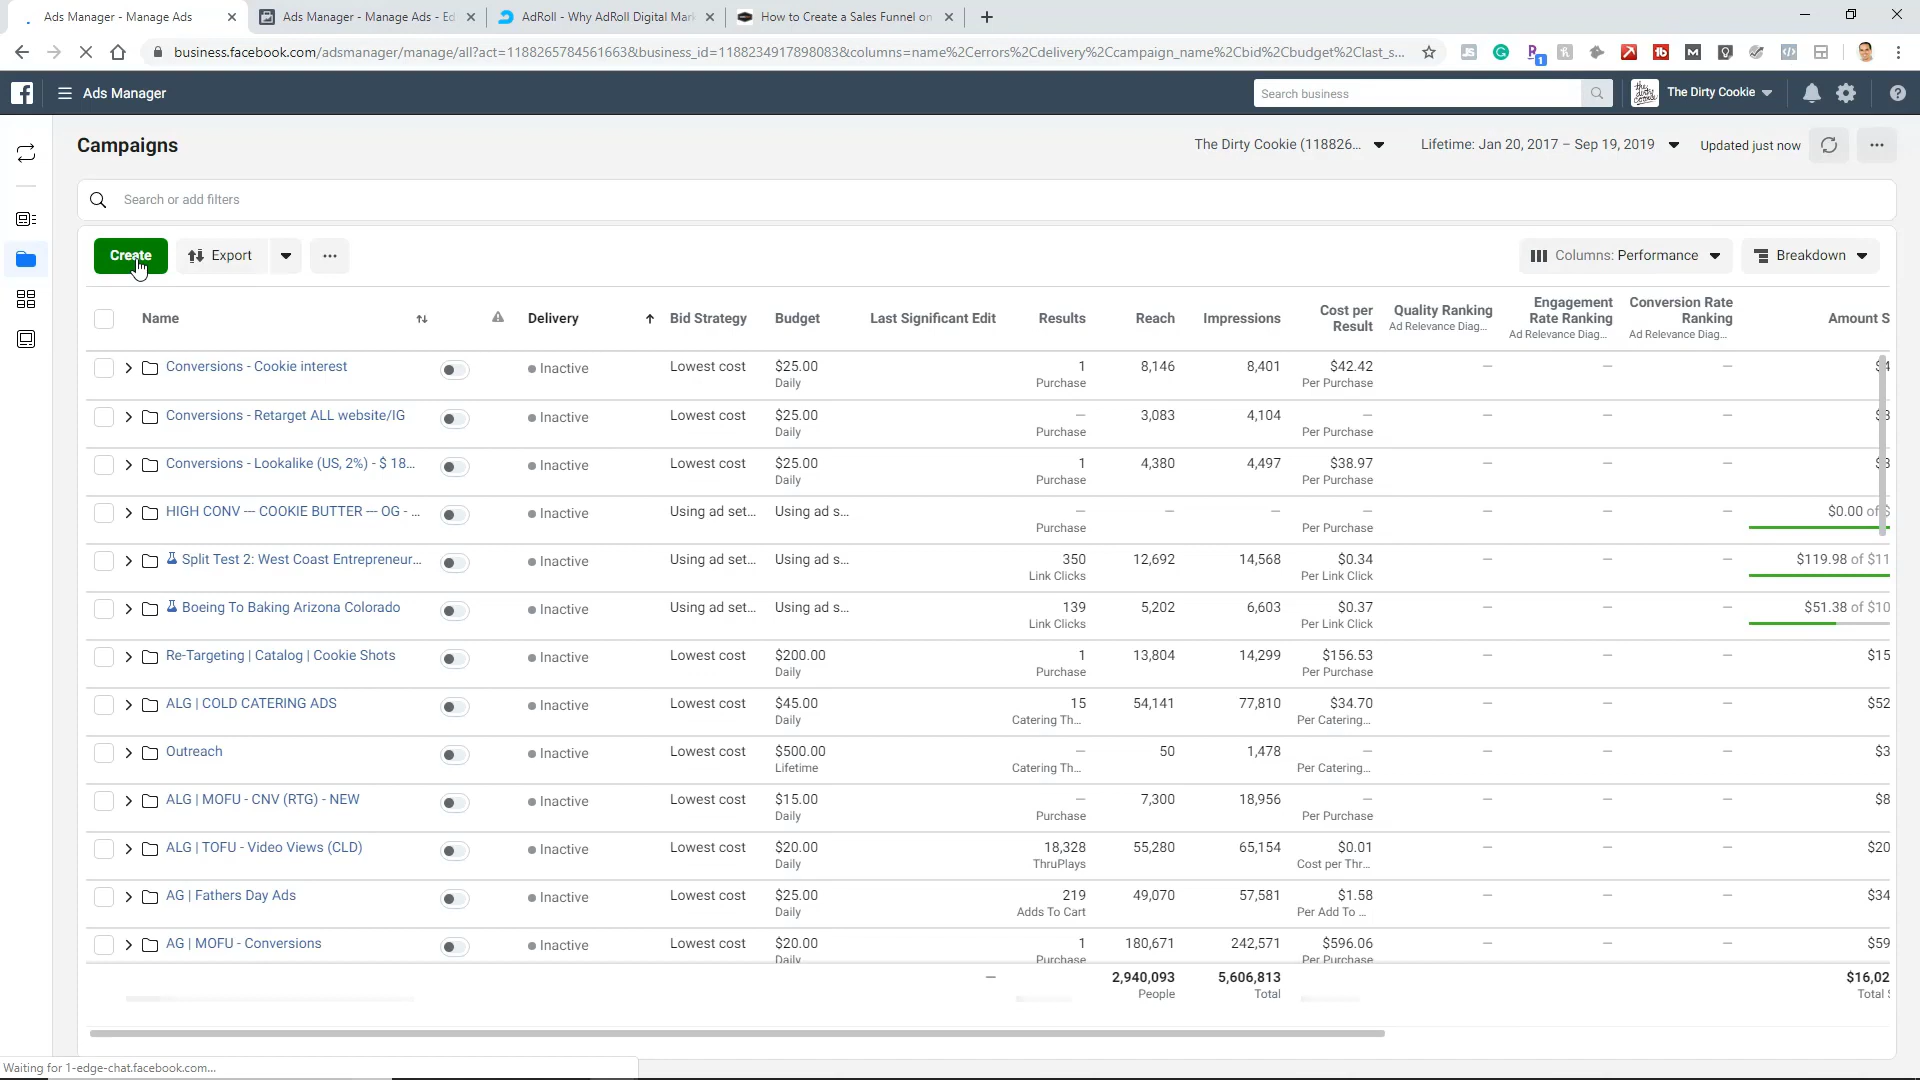 Ads Manager - Manage Ads
Ads Manager - Manage Ads - Ed
AdRoll - Why AdRoll Digital Mar
How to Create a Sales Funnel on
business.facebook.com/adsmanager/manage/all?act=1188265784561663&business_id=1188234917898083&columns=name%2Cerrors%2Cdelivery%2Ccampaign_name%2Cbid%2Cbudget%2Clast_s...
Ads Manager
Search business
The Dirty Cookie
Campaigns
The Dirty Cookie (118826...
Lifetime: Jan 20, 2017 – Sep 19, 2019
Updated just now
Search or add filters
Create
Export
Columns: Performance
Breakdown
Name Delivery Bid Strategy Budget Last Significant Edit Results Reach Impressions Cost per Result Quality Ranking Engagement Rate Ranking Conversion Rate Ranking Amount S
Ad Relevance Diag... Ad Relevance Diag... Ad Relevance Diag...
Conversions - Cookie interest Inactive Lowest cost $25.00 1 8,146 8,401 $42.42 — — — $4
Daily Purchase Per Purchase
Conversions - Retarget ALL website/IG Inactive Lowest cost $25.00 — 3,083 4,104 — — — — $3
Daily Purchase Per Purchase
Conversions - Lookalike (US, 2%) - $ 18... Inactive Lowest cost $25.00 1 4,380 4,497 $38.97 — — — $3
Daily Purchase Per Purchase
HIGH CONV --- COOKIE BUTTER --- OG - ... Inactive Using ad set... Using ad s... — — — — — — — $0.00 of $
Purchase Per Purchase
Split Test 2: West Coast Entrepreneur... Inactive Using ad set... Using ad s... 350 12,692 14,568 $0.34 — — — $119.98 of $11
Link Clicks Per Link Click
Boeing To Baking Arizona Colorado Inactive Using ad set... Using ad s... 139 5,202 6,603 $0.37 — — — $51.38 of $10
Link Clicks Per Link Click
Re-Targeting | Catalog | Cookie Shots Inactive Lowest cost $200.00 1 13,804 14,299 $156.53 — — — $15
Daily Purchase Per Purchase
ALG | COLD CATERING ADS Inactive Lowest cost $45.00 15 54,141 77,810 $34.70 — — — $52
Daily Catering Th... Per Catering...
Outreach Inactive Lowest cost $500.00 — 50 1,478 — — — — $3
Lifetime Catering Th... Per Catering...
ALG | MOFU - CNV (RTG) - NEW Inactive Lowest cost $15.00 — 7,300 18,956 — — — — $8
Daily Purchase Per Purchase
ALG | TOFU - Video Views (CLD) Inactive Lowest cost $20.00 18,328 55,280 65,154 $0.01 — — — $20
Daily ThruPlays Cost per Thr...
AG | Fathers Day Ads Inactive Lowest cost $25.00 219 49,070 57,581 $1.58 — — — $34
Daily Adds To Cart Per Add To ...
AG | MOFU - Conversions Inactive Lowest cost $20.00 1 180,671 242,571 $596.06 — — — $59
Daily Purchase Per Purchase
— 2,940,093 5,606,813 $16,02
People Total Total
Waiting for 1-edge-chat.facebook.com...